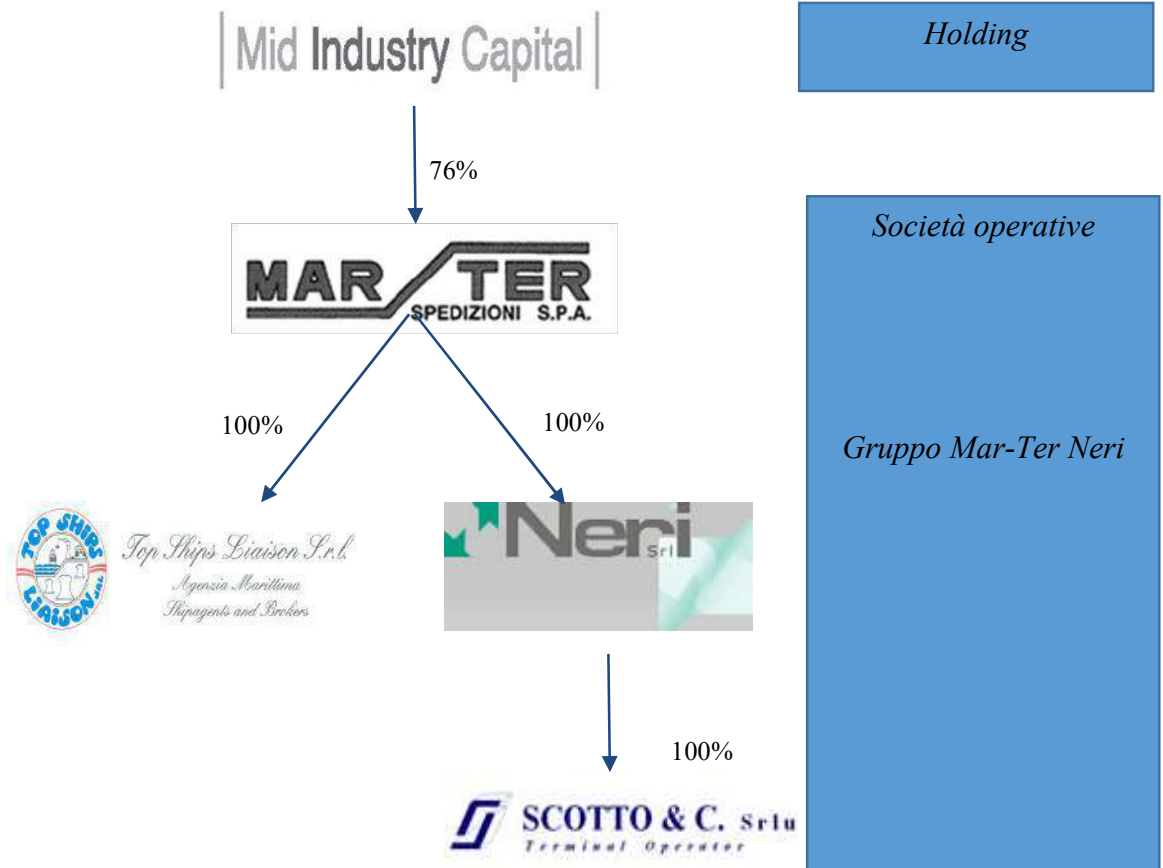 Mid Industry Capital
Holding
76%
Società operative
MAR TER
SPEDIZIONI S.P.A.
100%
100%
Gruppo Mar-Ter Neri
TOP SHIPS
LIAISON S.R.L.
Top Ships Liaison S.r.l.
Agenzia Marittima
Shipagents and Brokers
Neri
Srl
100%
SCOTTO & C. Srlu
Terminal Operator